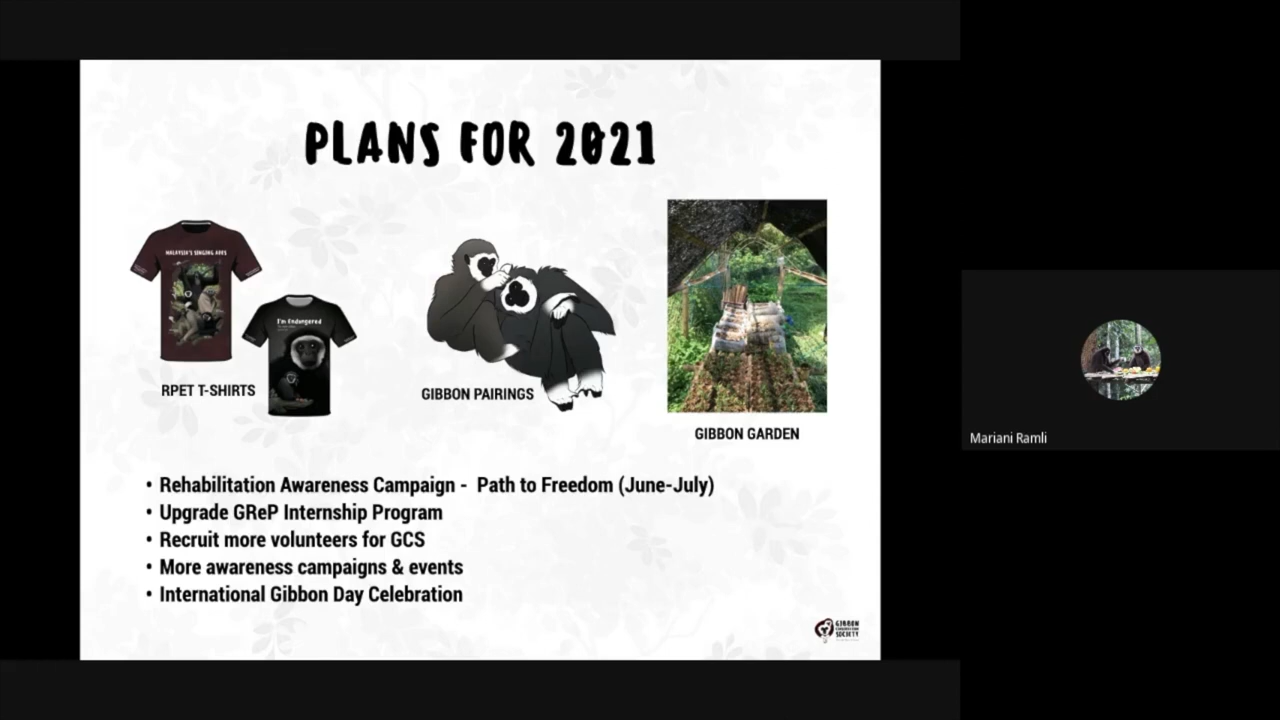 PLANS FOR 2021
MALAYSIA'S SINGING APES
I'm Endangered
RPET T-SHIRTS
GIBBON PAIRINGS
GIBBON GARDEN
• Rehabilitation Awareness Campaign - Path to Freedom (June-July)
• Upgrade GReP Internship Program
• Recruit more volunteers for GCS
• More awareness campaigns & events
• International Gibbon Day Celebration
GIBBON
SOCIETY
Mariani Ramli